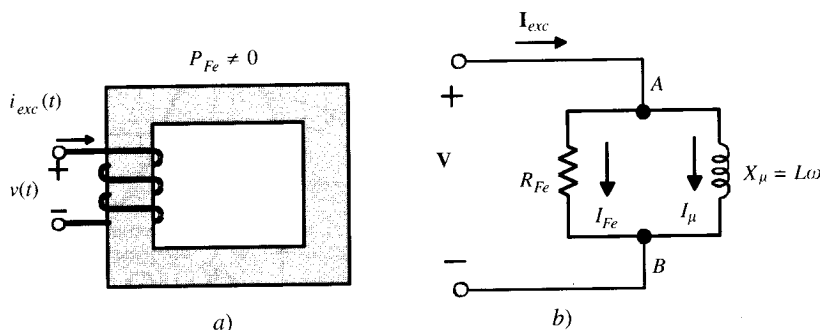 P_Fe ≠ 0
i_exc(t)
+
v(t)
−
a)
I_exc
A
+
V
R_Fe
I_Fe
I_μ
X_μ = Lω
B
−
b)